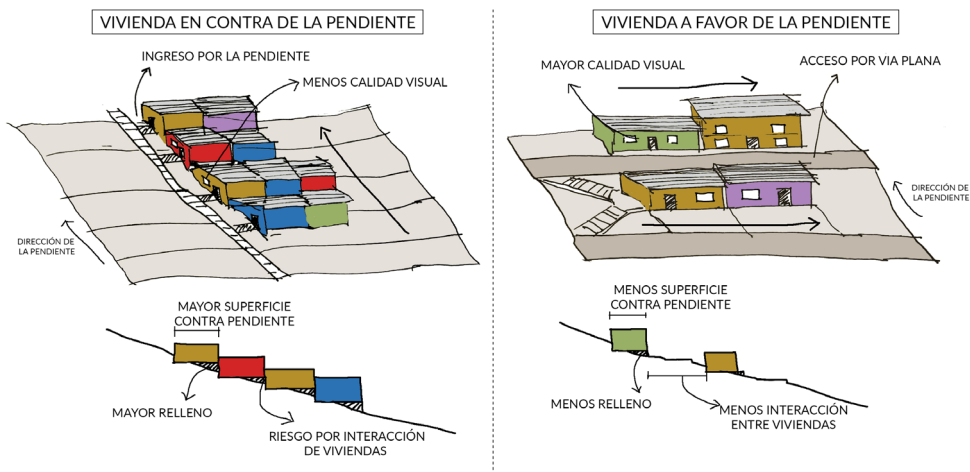 VIVIENDA EN CONTRA DE LA PENDIENTE
INGRESO POR LA PENDIENTE
MENOS CALIDAD VISUAL
DIRECCIÓN DE
LA PENDIENTE
MAYOR SUPERFICIE
CONTRA PENDIENTE
MAYOR RELLENO
RIESGO POR INTERACCIÓN
DE VIVIENDAS
VIVIENDA A FAVOR DE LA PENDIENTE
MAYOR CALIDAD VISUAL
ACCESO POR VIA PLANA
DIRECCIÓN DE
LA PENDIENTE
MENOS SUPERFICIE
CONTRA PENDIENTE
MENOS RELLENO
MENOS INTERACCIÓN
ENTRE VIVIENDAS